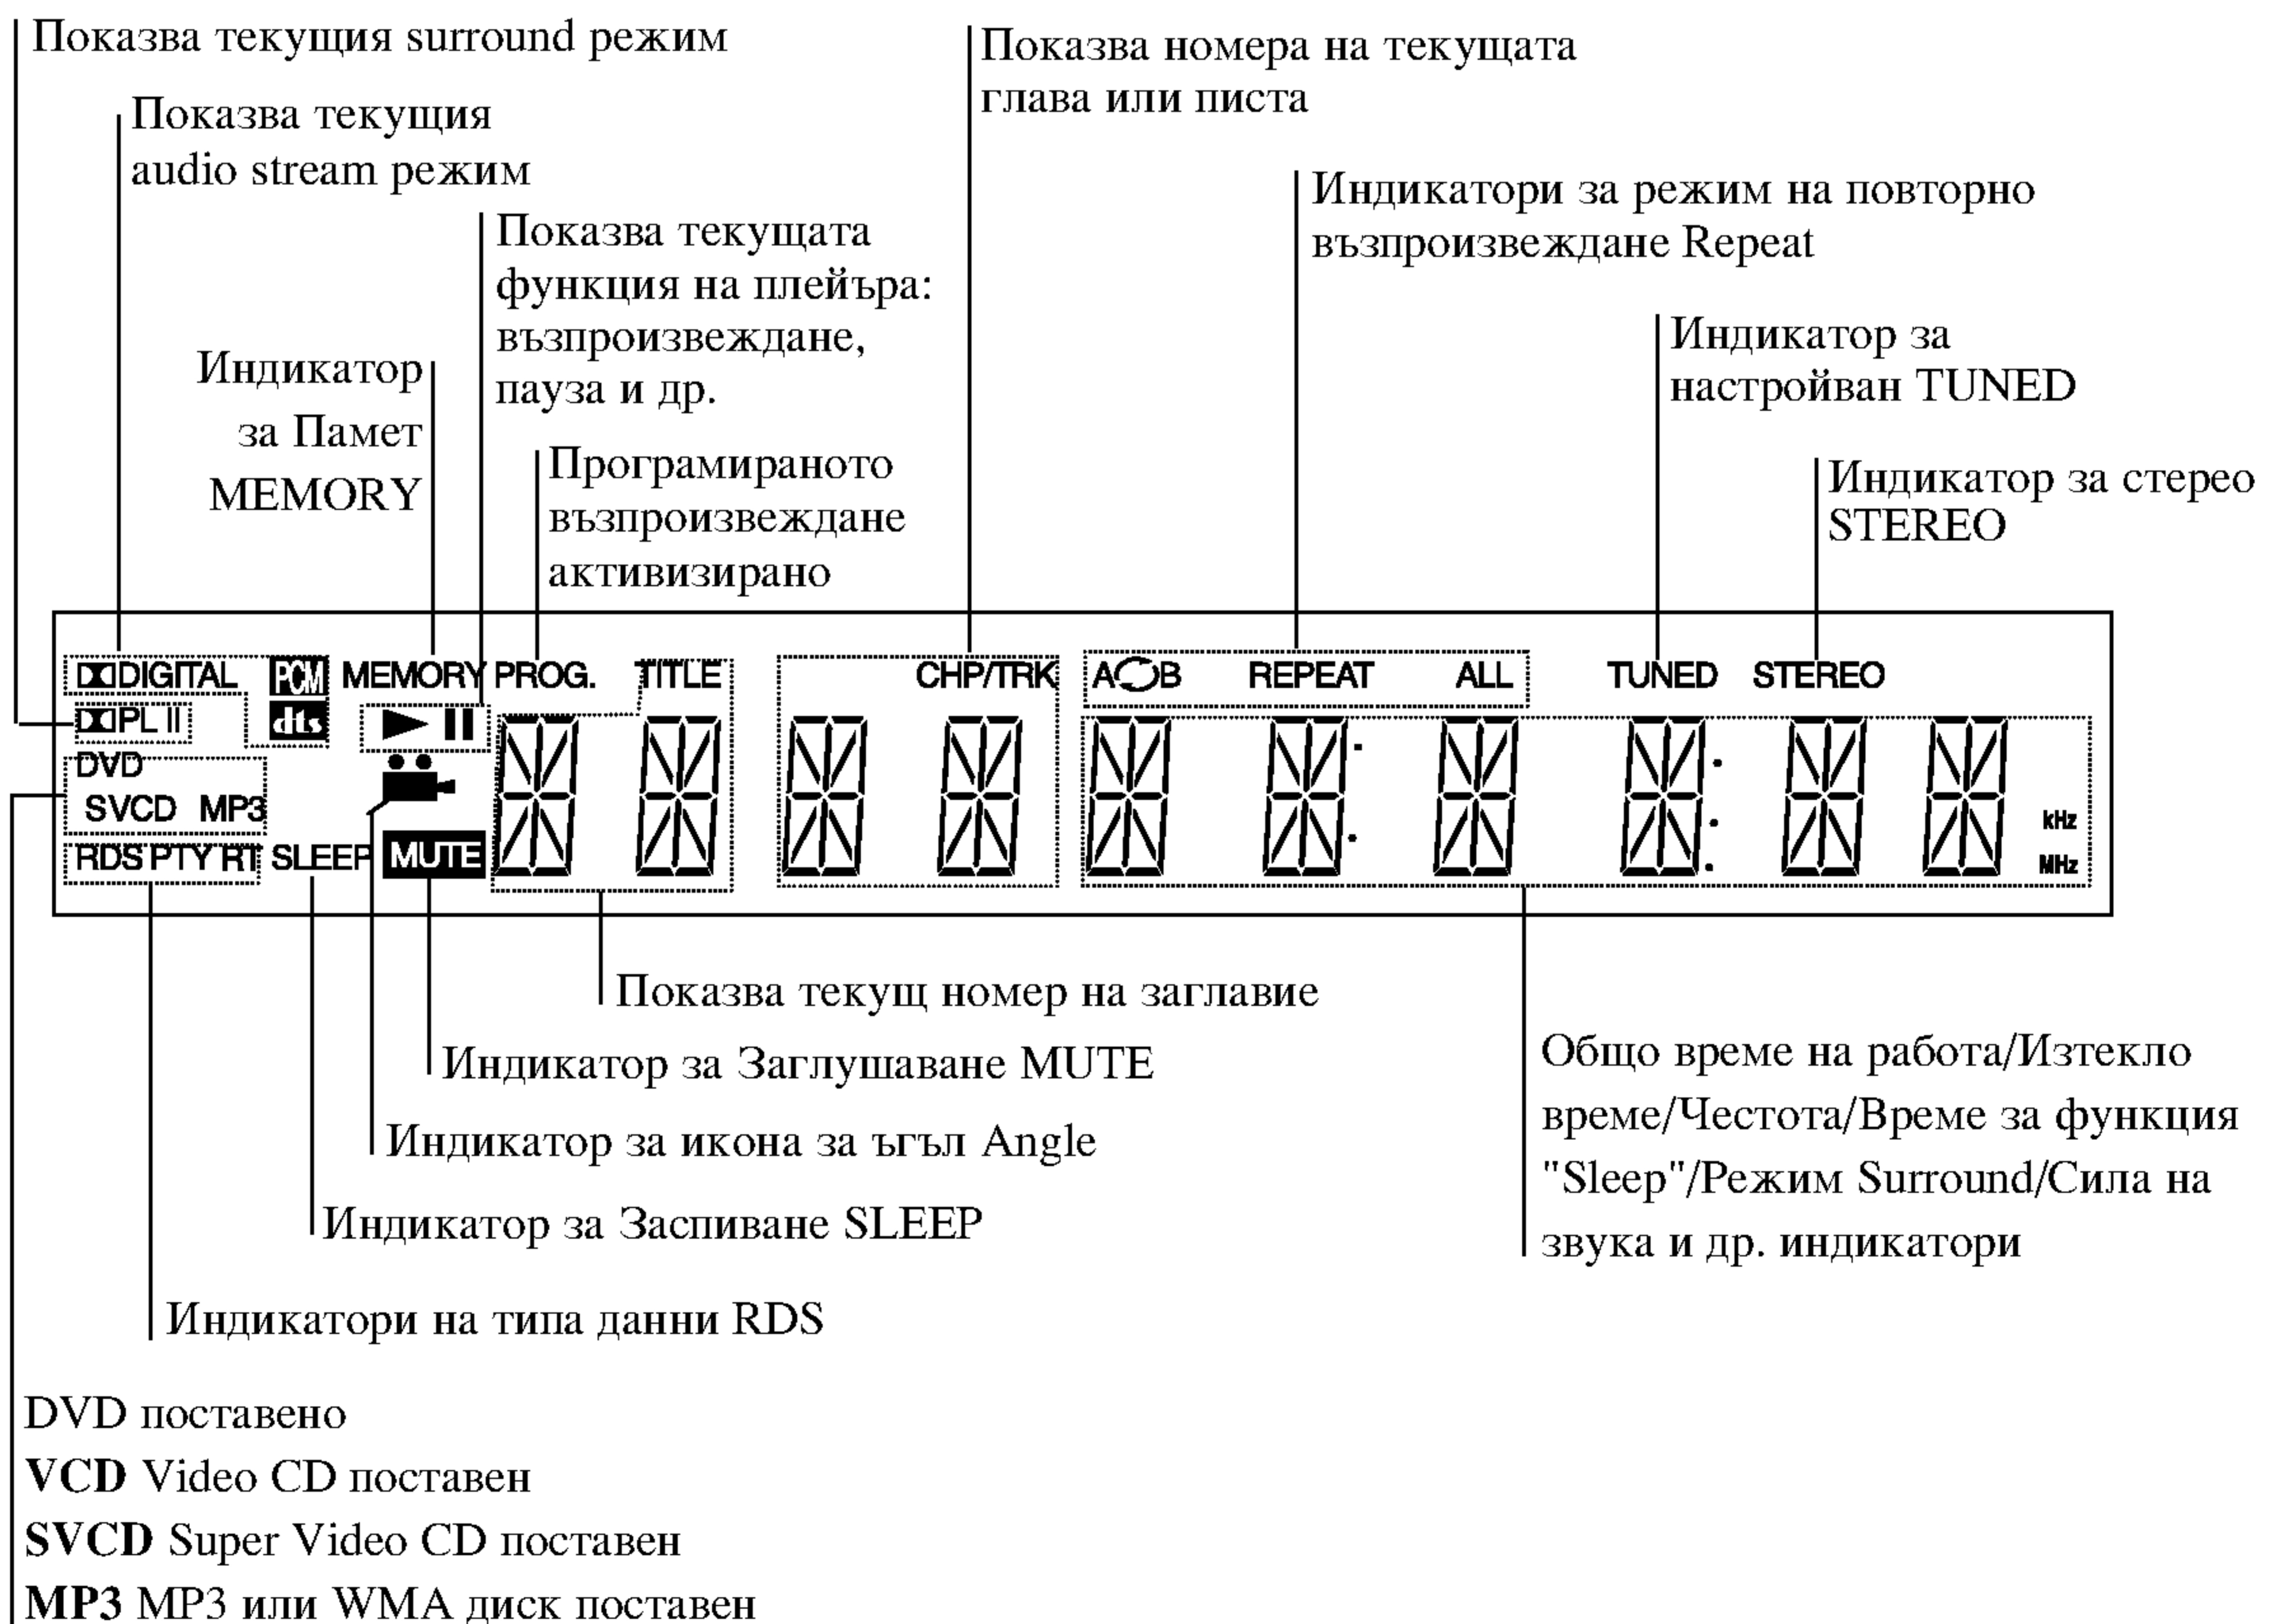 Показва текущия surround режим
Показва текущия
audio stream режим
Показва текущата
функция на плейъра:
възпроизвеждане,
пауза и др.
Индикатор
за Памет
MEMORY
Програмираното
възпроизвеждане
активизирано
Показва номера на текущата
глава или писта
Индикатори за режим на повторно
възпроизвеждане Repeat
Индикатор за
настройван TUNED
Индикатор за стерео
STEREO
DIGITAL PCM MEMORY PROG. TITLE CHP/TRK A B REPEAT ALL TUNED STEREO
PL II dts
DVD
SVCD MP3
kHz
RDS PTY RT SLEEP MUTE
MHz
Показва текущ номер на заглавие
Индикатор за Заглушаване MUTE
Индикатор за икона за ъгъл Angle
Индикатор за Заспиване SLEEP
Индикатори на типа данни RDS
Общо време на работа/Изтекло
време/Честота/Време за функция
"Sleep"/Режим Surround/Сила на
звука и др. индикатори
DVD поставено
VCD Video CD поставен
SVCD Super Video CD поставен
MP3 MP3 или WMA диск поставен